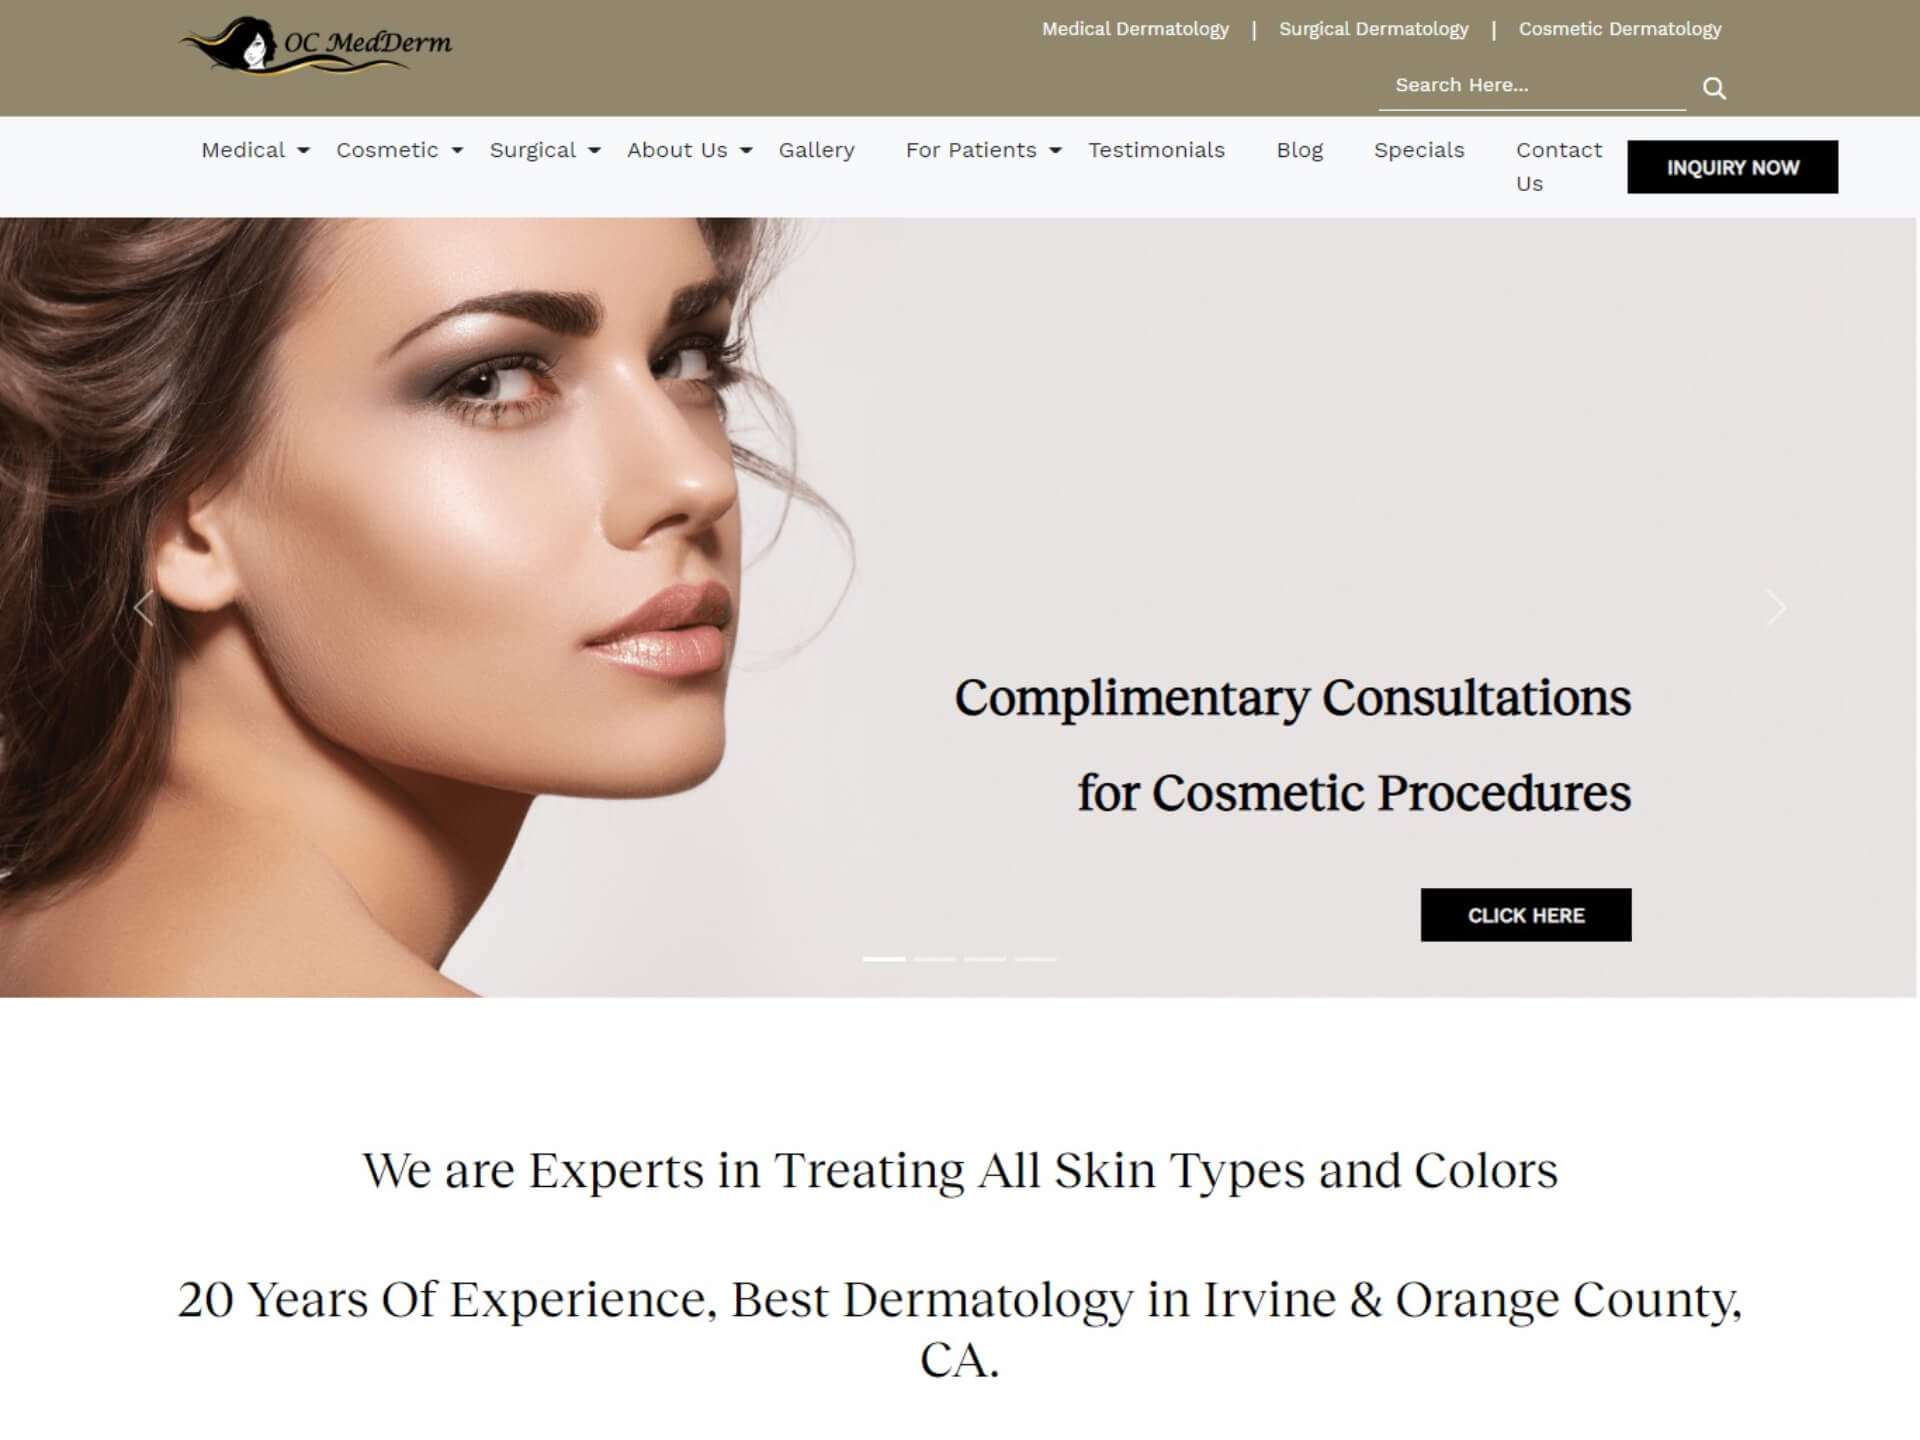 OC MedDerm
Medical Dermatology | Surgical Dermatology | Cosmetic Dermatology
Search Here...
Medical Cosmetic Surgical About Us Gallery For Patients Testimonials Blog Specials Contact Us
INQUIRY NOW
Complimentary Consultations
for Cosmetic Procedures
CLICK HERE
We are Experts in Treating All Skin Types and Colors
20 Years Of Experience, Best Dermatology in Irvine & Orange County,
CA.